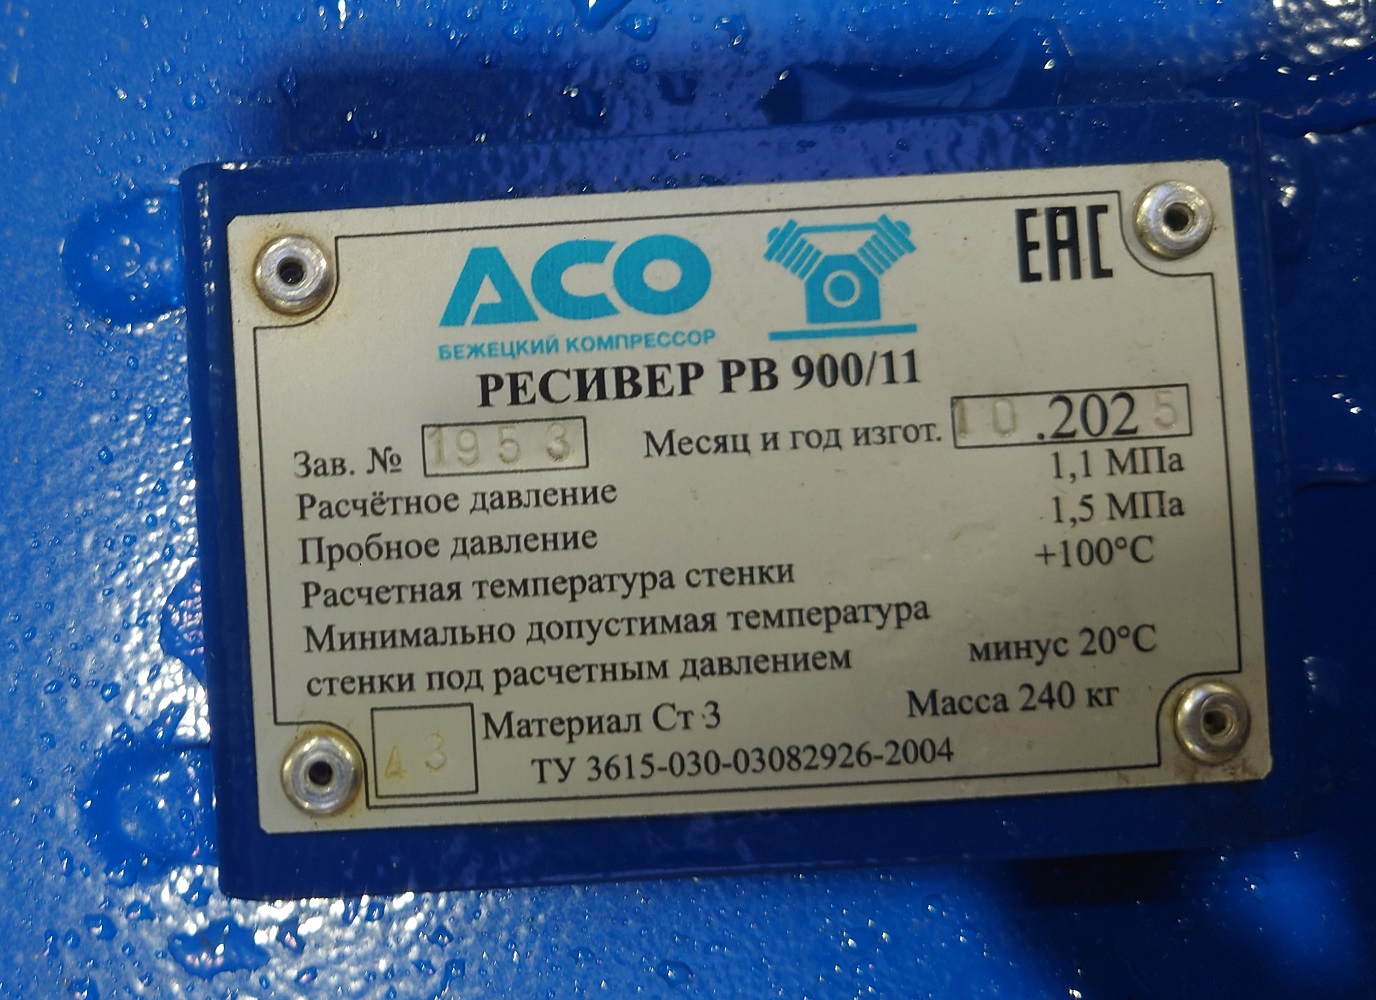 АСО
ЕАС
БЕЖЕЦКИЙ КОМПРЕССОР
РЕСИВЕР РВ 900/11
Зав. № 1953 Месяц и год изгот. 10.2025
Расчётное давление 1,1 МПа
Пробное давление 1,5 МПа
Расчетная температура стенки +100°С
Минимально допустимая температура
стенки под расчетным давлением минус 20°С
43 Материал Ст 3 Масса 240 кг
ТУ 3615-030-03082926-2004